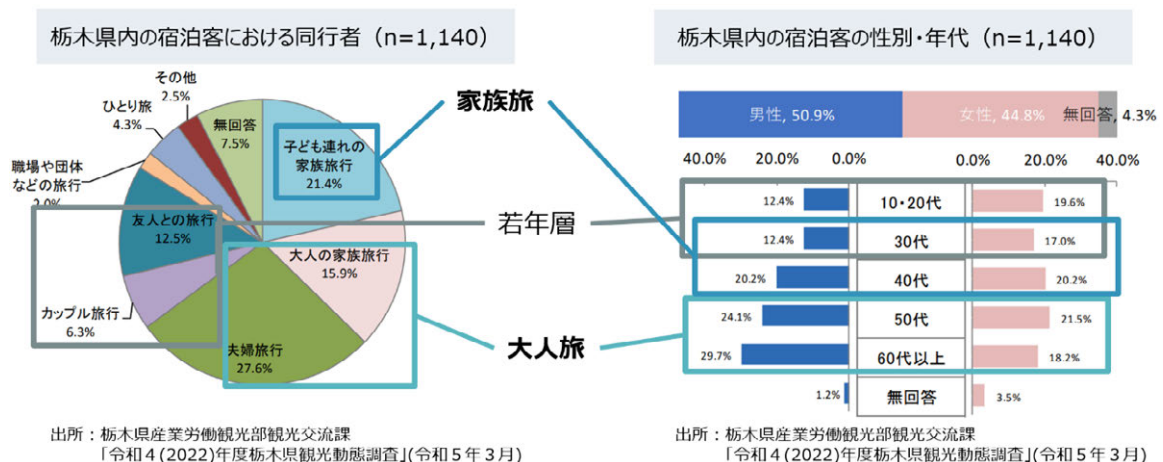 栃木県内の宿泊客における同行者（n=1,140）
その他
2.5%
ひとり旅
4.3%
無回答
7.5%
職場や団体
などの旅行
2.0%
子ども連れの
家族旅行
21.4%
友人との旅行
12.5%
大人の家族旅行
15.9%
カップル旅行
6.3%
夫婦旅行
27.6%
出所：栃木県産業労働観光部観光交流課
「令和４(2022)年度栃木県観光動態調査」(令和５年３月)
家族旅
若年層
大人旅
栃木県内の宿泊客の性別・年代（n=1,140）
男性, 50.9% 女性, 44.8% 無回答, 4.3%
40.0% 20.0% 0.0% 0.0% 20.0% 40.0%
12.4% 10・20代 19.6%
12.4% 30代 17.0%
20.2% 40代 20.2%
24.1% 50代 21.5%
29.7% 60代以上 18.2%
1.2% 無回答 3.5%
出所：栃木県産業労働観光部観光交流課
「令和４(2022)年度栃木県観光動態調査」(令和５年３月)